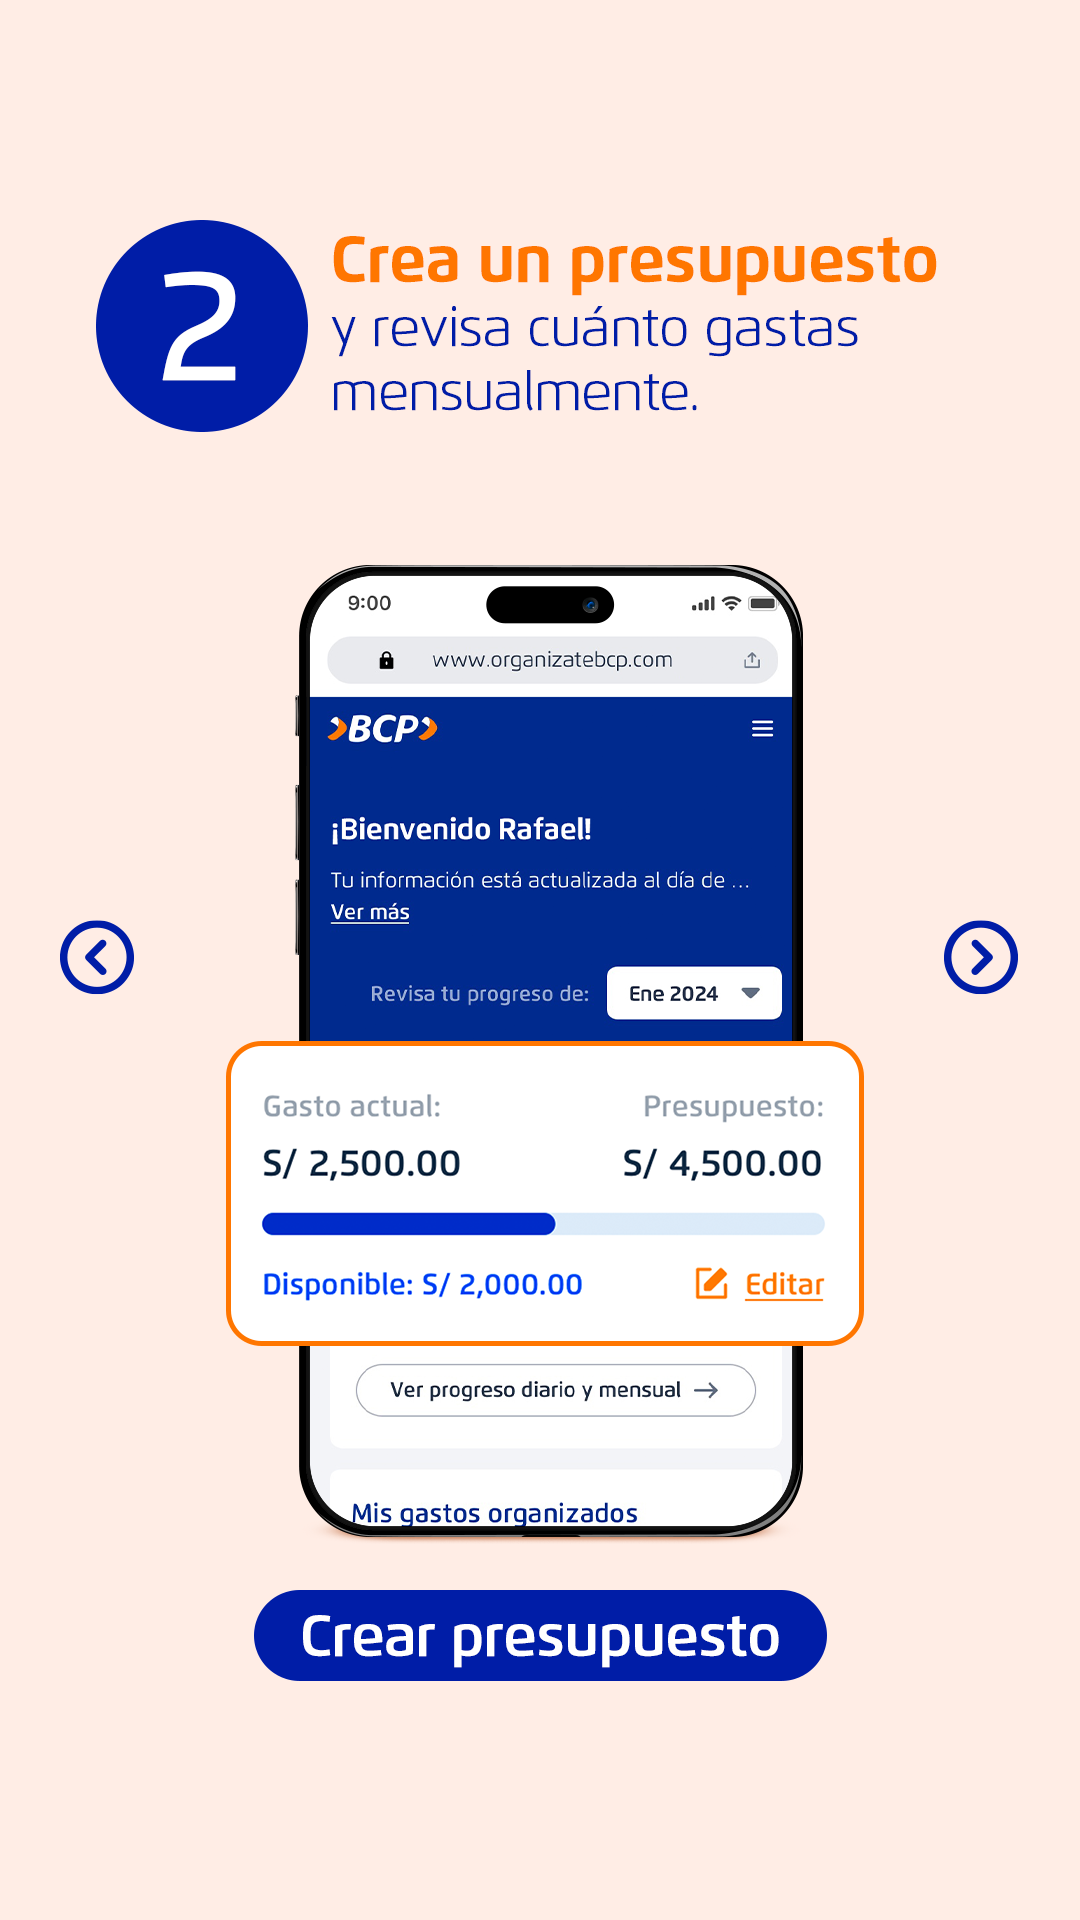 2
Crea un presupuesto
y revisa cuánto gastas
mensualmente.
9:00
www.organizatebcp.com
BCP
¡Bienvenido Rafael!
Tu información está actualizada al día de ...
Ver más
Revisa tu progreso de: Ene 2024
Gasto actual: Presupuesto:
S/ 2,500.00 S/ 4,500.00
Disponible: S/ 2,000.00 Editar
Ver progreso diario y mensual
Mis gastos organizados
Crear presupuesto